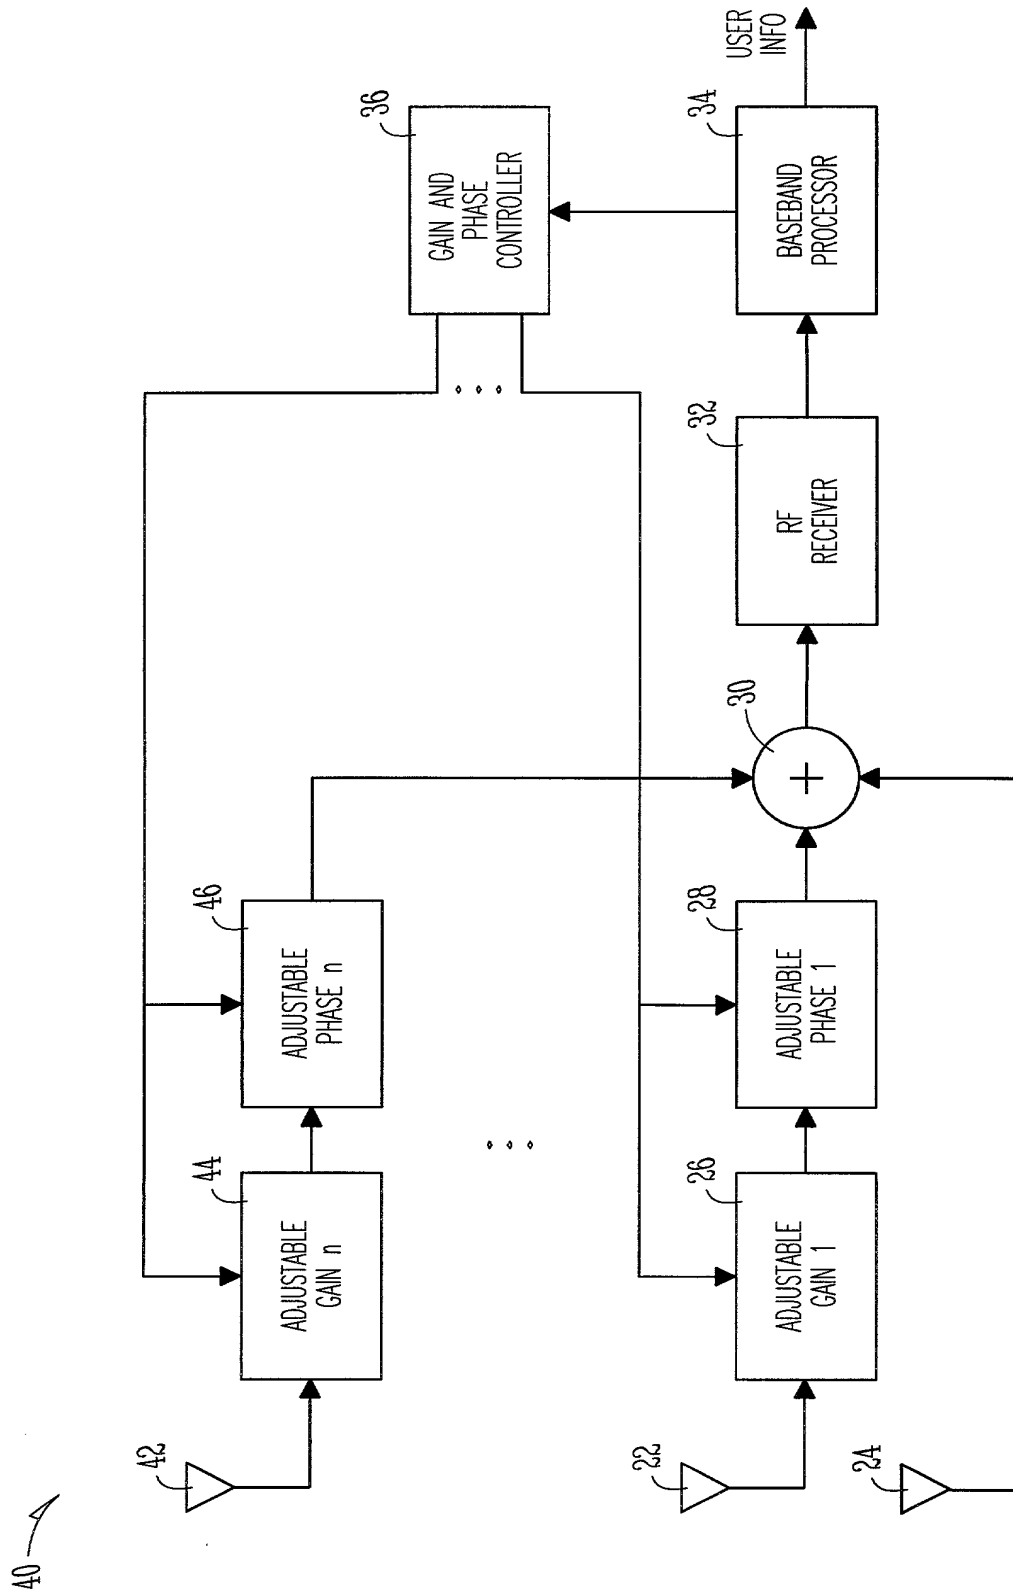 40
42
44
ADJUSTABLE
GAIN n
46
ADJUSTABLE
PHASE n
36
GAIN AND
PHASE
CONTROLLER
22
26
ADJUSTABLE
GAIN 1
28
ADJUSTABLE
PHASE 1
30
+
32
RF
RECEIVER
34
BASEBAND
PROCESSOR
USER
INFO
24